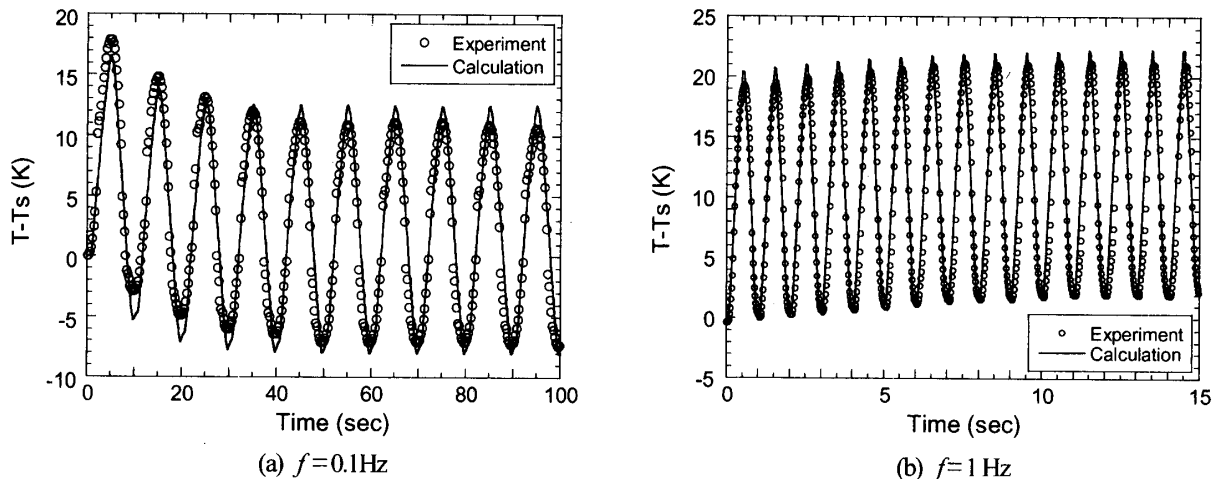 20
15
10
5
0
-5
-10
T-Ts (K)
Experiment
Calculation
0 20 40 60 80 100
Time (sec)
(a) f=0.1Hz
25
20
15
10
5
0
-5
T-Ts (K)
Experiment
Calculation
0 5 10 15
Time (sec)
(b) f=1 Hz